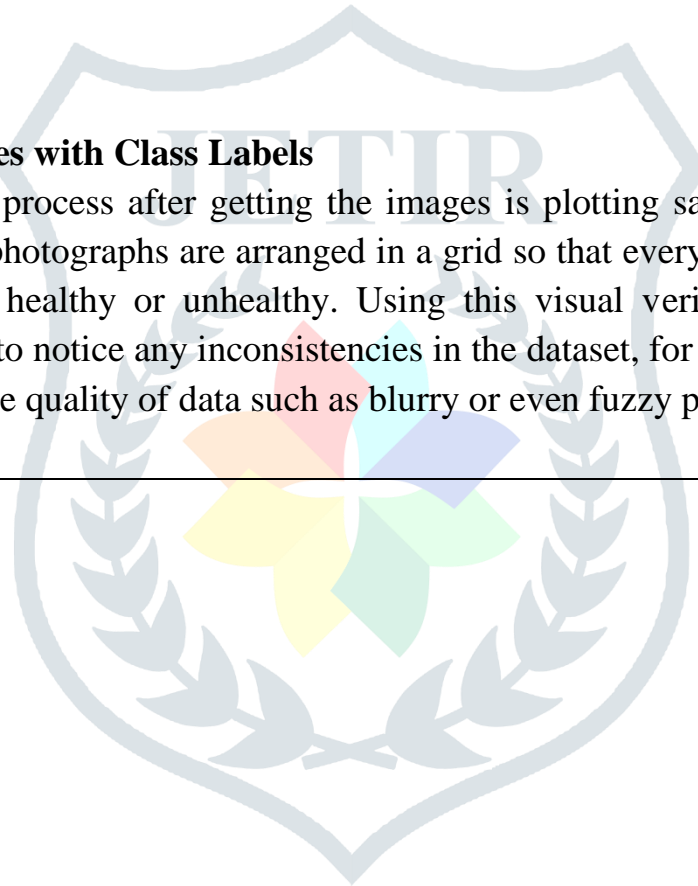 JETIR
es with Class Labels
process after getting the images is plotting sa
photographs are arranged in a grid so that every
healthy or unhealthy. Using this visual veri
to notice any inconsistencies in the dataset, for
e quality of data such as blurry or even fuzzy p